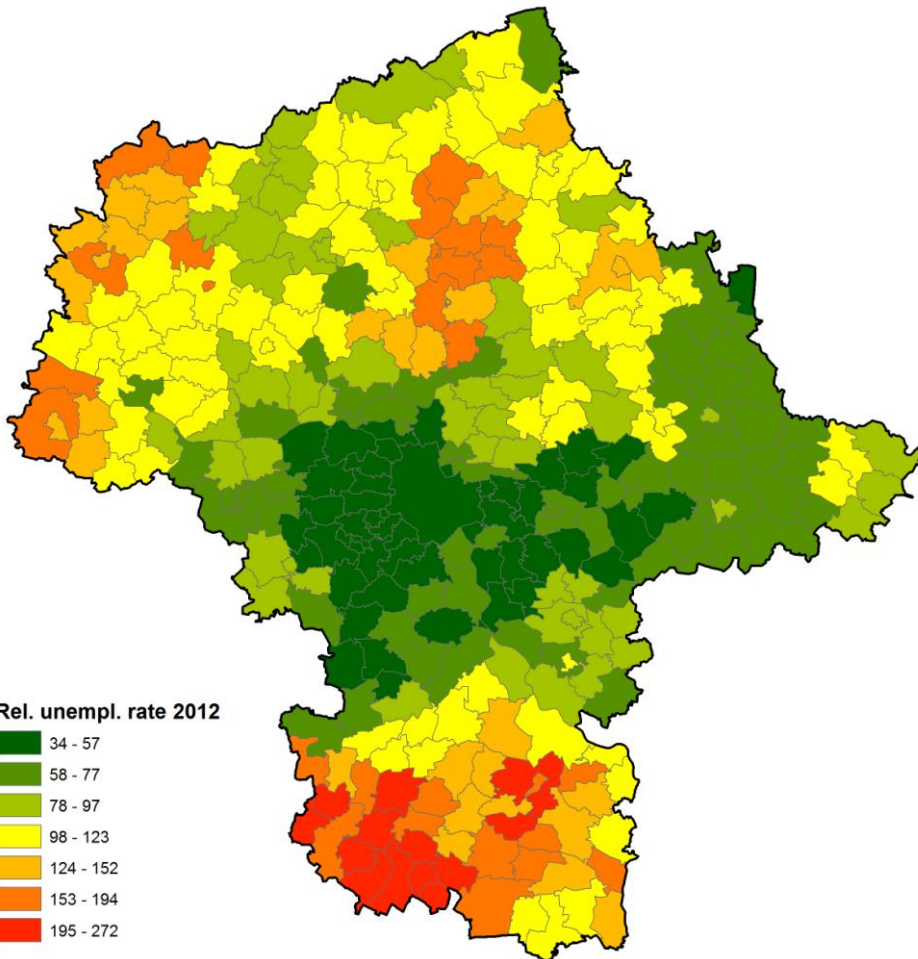 Rel. unempl. rate 2012
34 - 57
58 - 77
78 - 97
98 - 123
124 - 152
153 - 194
195 - 272